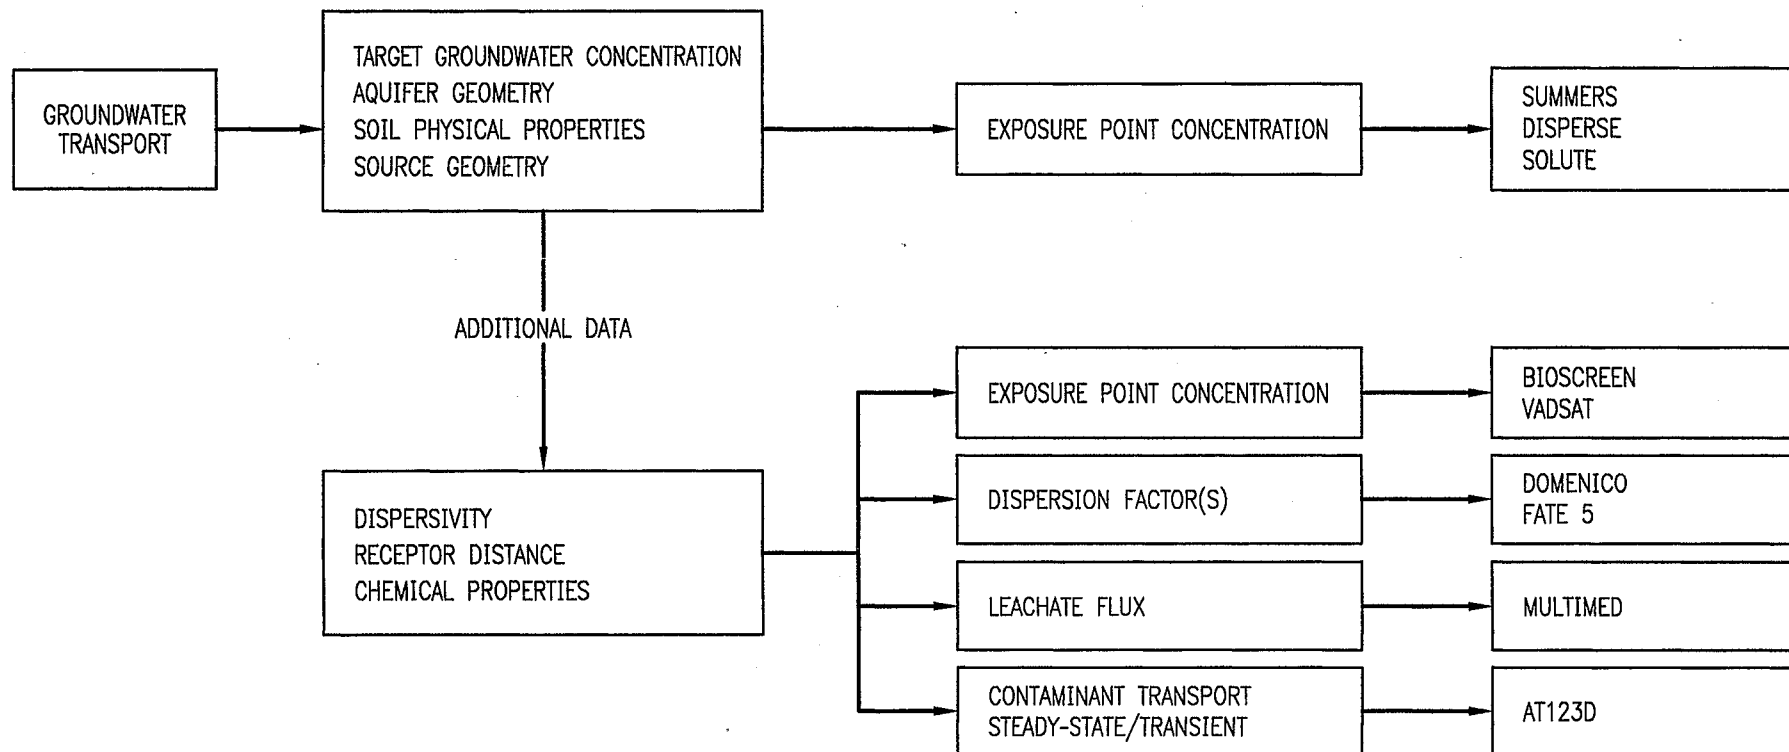 GROUNDWATER
TRANSPORT
TARGET GROUNDWATER CONCENTRATION
AQUIFER GEOMETRY
SOIL PHYSICAL PROPERTIES
SOURCE GEOMETRY
EXPOSURE POINT CONCENTRATION
SUMMERS
DISPERSE
SOLUTE
ADDITIONAL DATA
DISPERSIVITY
RECEPTOR DISTANCE
CHEMICAL PROPERTIES
EXPOSURE POINT CONCENTRATION
BIOSCREEN
VADSAT
DISPERSION FACTOR(S)
DOMENICO
FATE 5
LEACHATE FLUX
MULTIMED
CONTAMINANT TRANSPORT
STEADY-STATE/TRANSIENT
AT123D